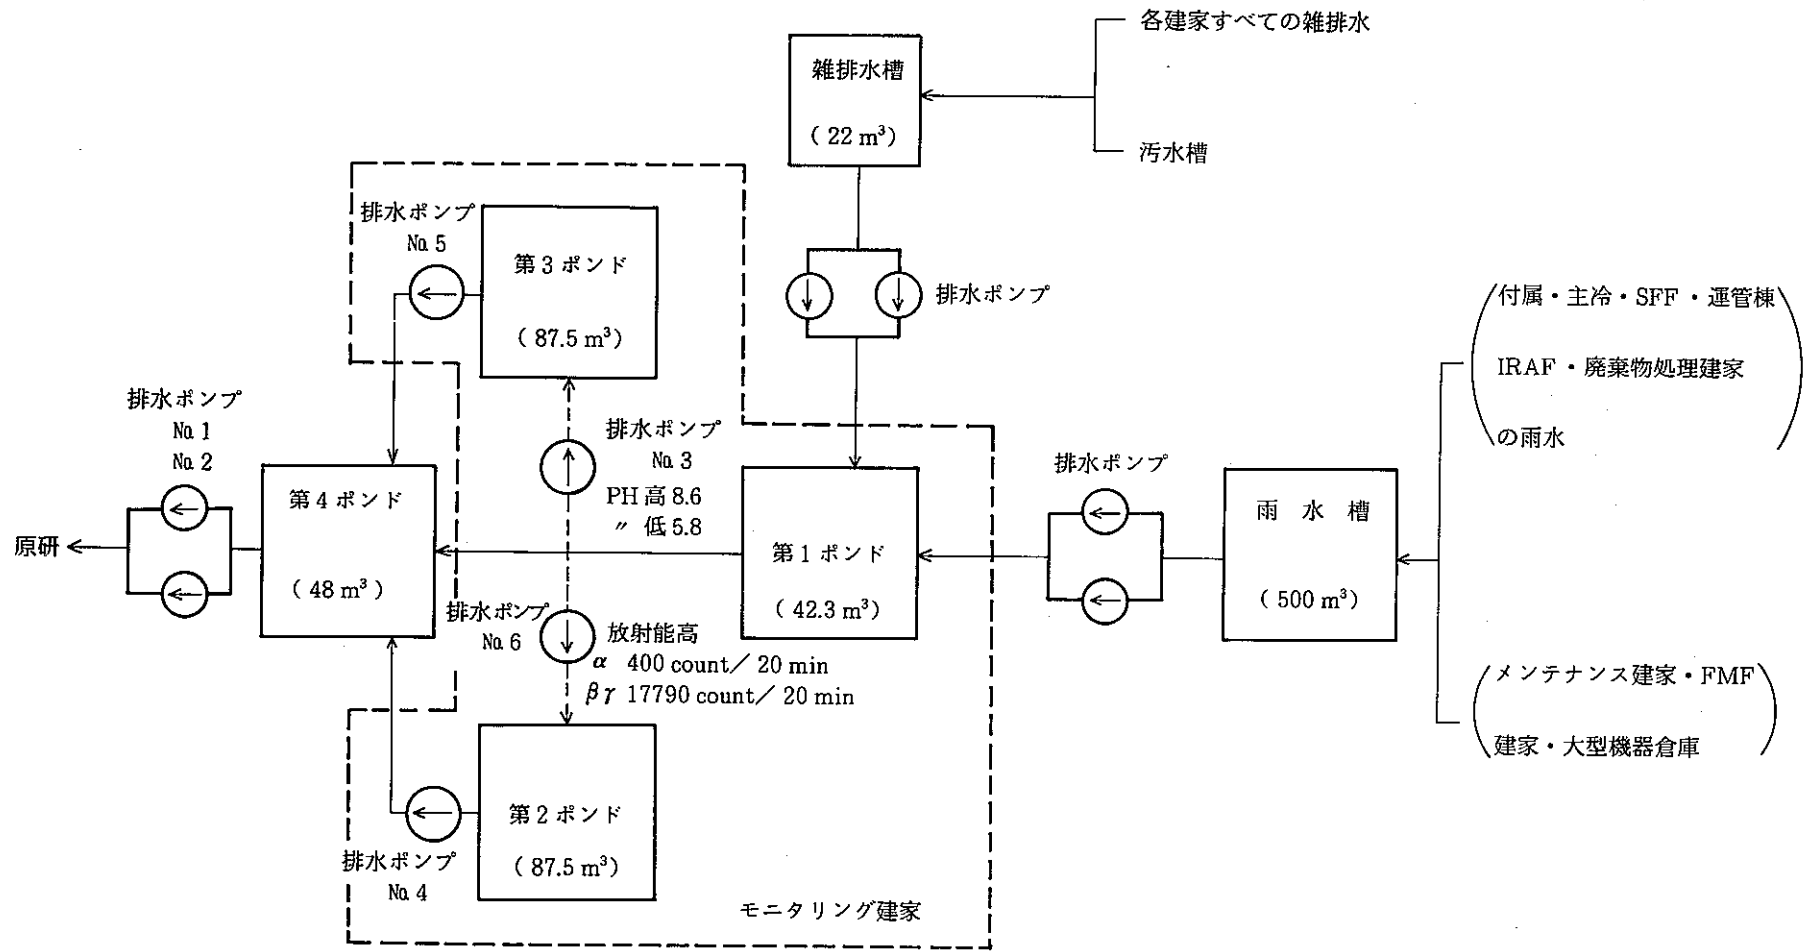 各建家すべての雑排水
雑排水槽
( 22 m³)
汚水槽
排水ポンプ
No. 5
第3ポンド
( 87.5 m³)
排水ポンプ
付属・主冷・SFF・運管棟
IRAF・廃棄物処理建家
の雨水
排水ポンプ
No. 1
No. 2
排水ポンプ
No. 3
PH 高 8.6
〃 低 5.8
排水ポンプ
第4ポンド
( 48 m³ )
原研
第1ポンド
( 42.3 m³)
雨 水 槽
( 500 m³)
排水ポンプ
No. 6
放射能高
α 400 count/ 20 min
βγ 17790 count/ 20 min
メンテナンス建家・FMF
建家・大型機器倉庫
第2ポンド
( 87.5 m³)
排水ポンプ
No. 4
モニタリング建家